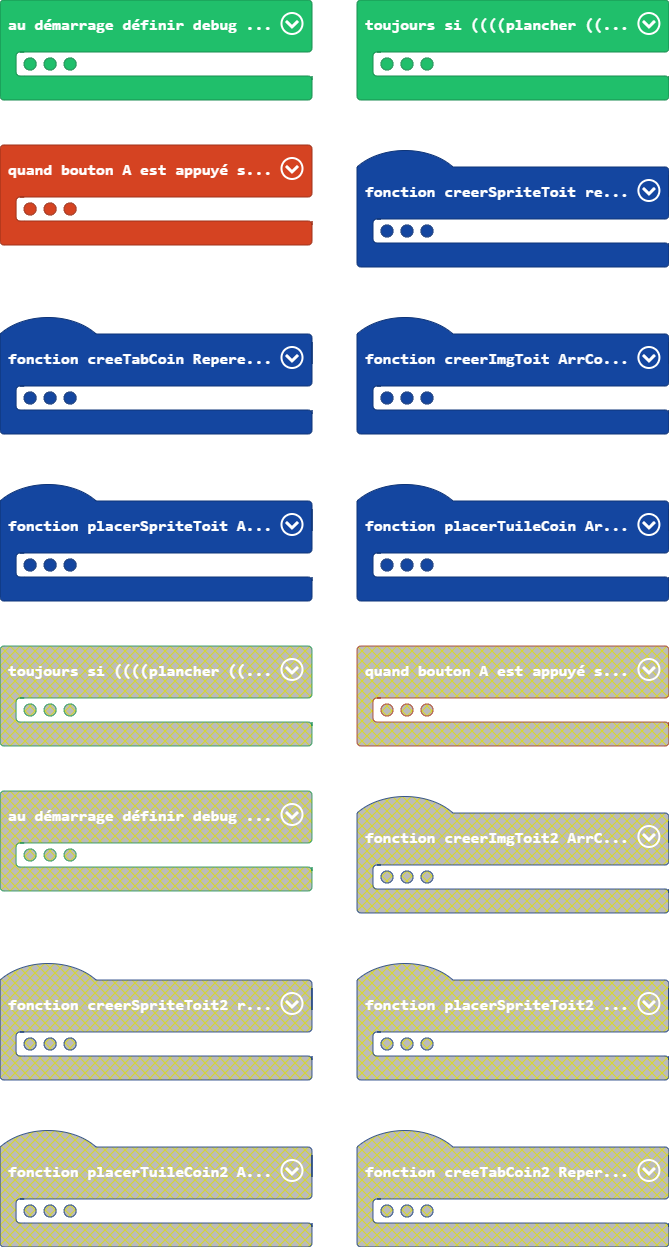 au démarrage définir debug ...
toujours si ((((plancher ((...
quand bouton A est appuyé s...
fonction creerSpriteToit re...
fonction creeTabCoin Repere...
fonction creerImgToit ArrCo...
fonction placerSpriteToit A...
fonction placerTuileCoin Ar...
toujours si ((((plancher ((...
quand bouton A est appuyé s...
au démarrage définir debug ...
fonction creerImgToit2 ArrC...
fonction creerSpriteToit2 r...
fonction placerSpriteToit2 ...
fonction placerTuileCoin2 A...
fonction creeTabCoin2 Reper...